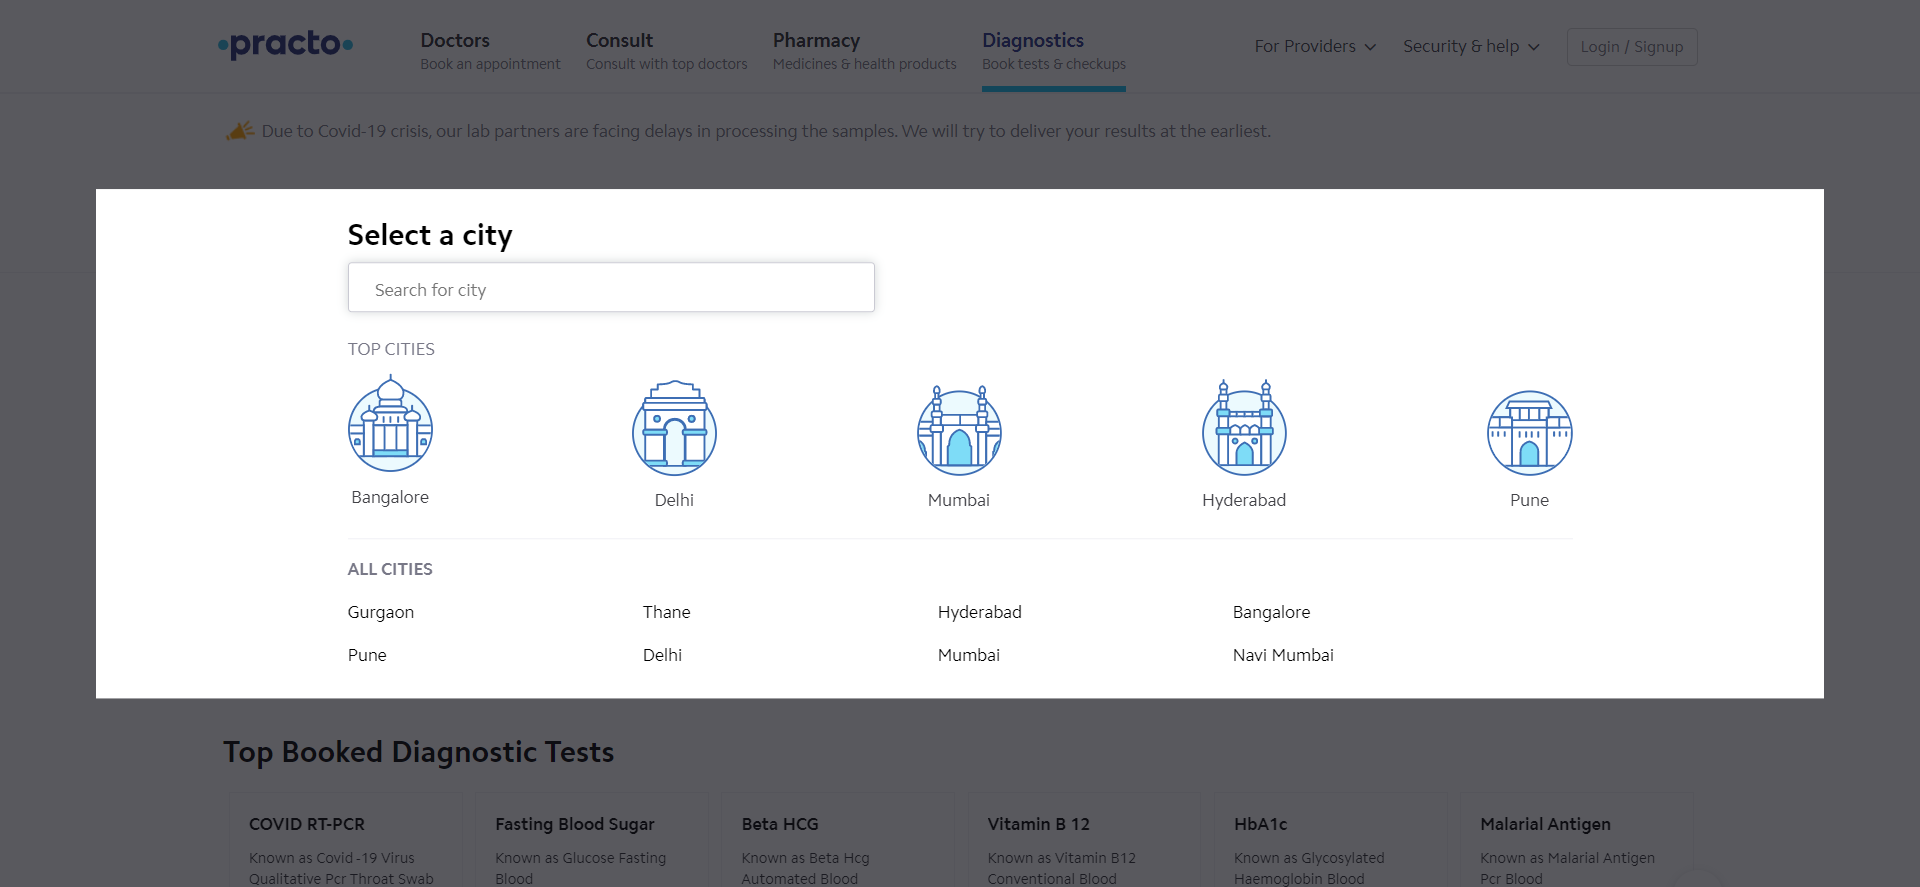 practo
Doctors
Book an appointment
Consult
Consult with top doctors
Pharmacy
Medicines & health products
Diagnostics
Book tests & checkups
For Providers
Security & help
Login / Signup
Due to Covid-19 crisis, our lab partners are facing delays in processing the samples. We will try to deliver your results at the earliest.
Select a city
Search for city
TOP CITIES
Bangalore
Delhi
Mumbai
Hyderabad
Pune
ALL CITIES
Gurgaon
Thane
Hyderabad
Bangalore
Pune
Delhi
Mumbai
Navi Mumbai
Top Booked Diagnostic Tests
COVID RT-PCR
Known as Covid -19 Virus
Qualitative Pcr Throat Swab
Fasting Blood Sugar
Known as Glucose Fasting
Blood
Beta HCG
Known as Beta Hcg
Automated Blood
Vitamin B 12
Known as Vitamin B12
Conventional Blood
HbA1c
Known as Glycosylated
Haemoglobin Blood
Malarial Antigen
Known as Malarial Antigen
Pcr Blood